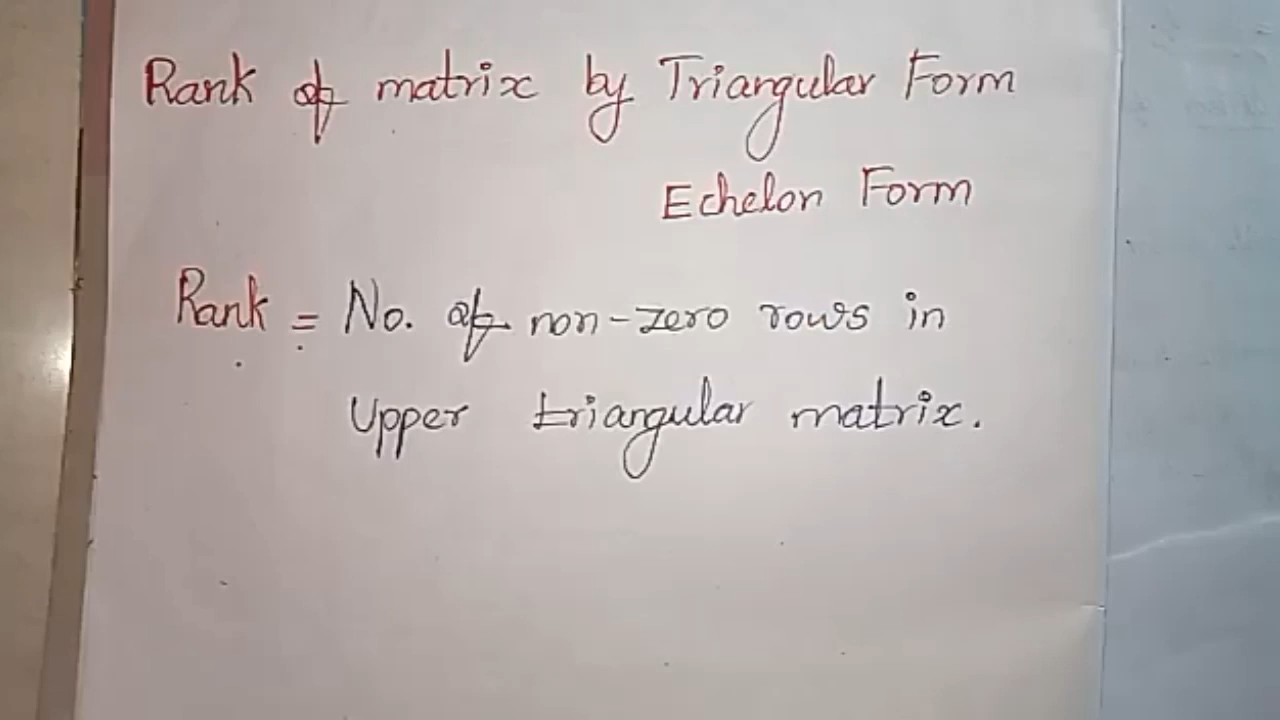 Rank of matrix by Triangular Form
Echelon Form
Rank = No. of non-zero rows in
Upper triangular matrix.